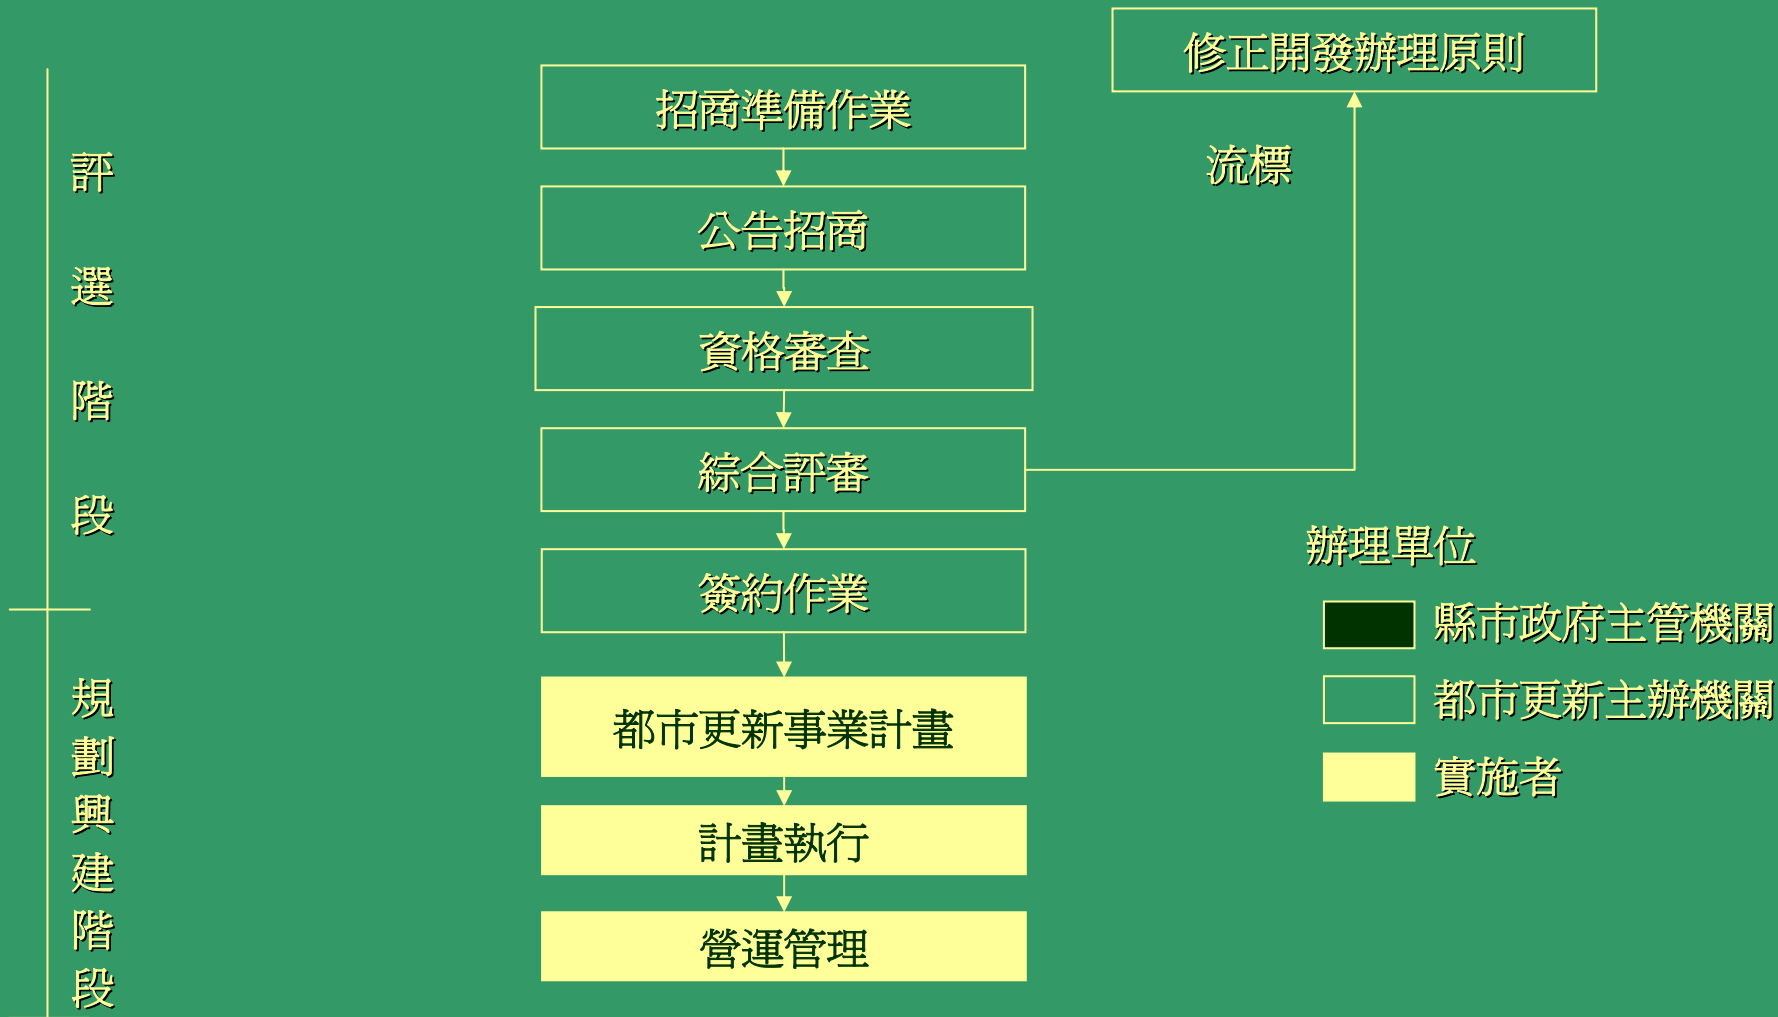 修正開發辦理原則
招商準備作業
流標
公告招商
資格審查
綜合評審
簽約作業
都市更新事業計畫
計畫執行
營運管理
評選階段
規劃興建階段
辦理單位
縣市政府主管機關
都市更新主辦機關
實施者